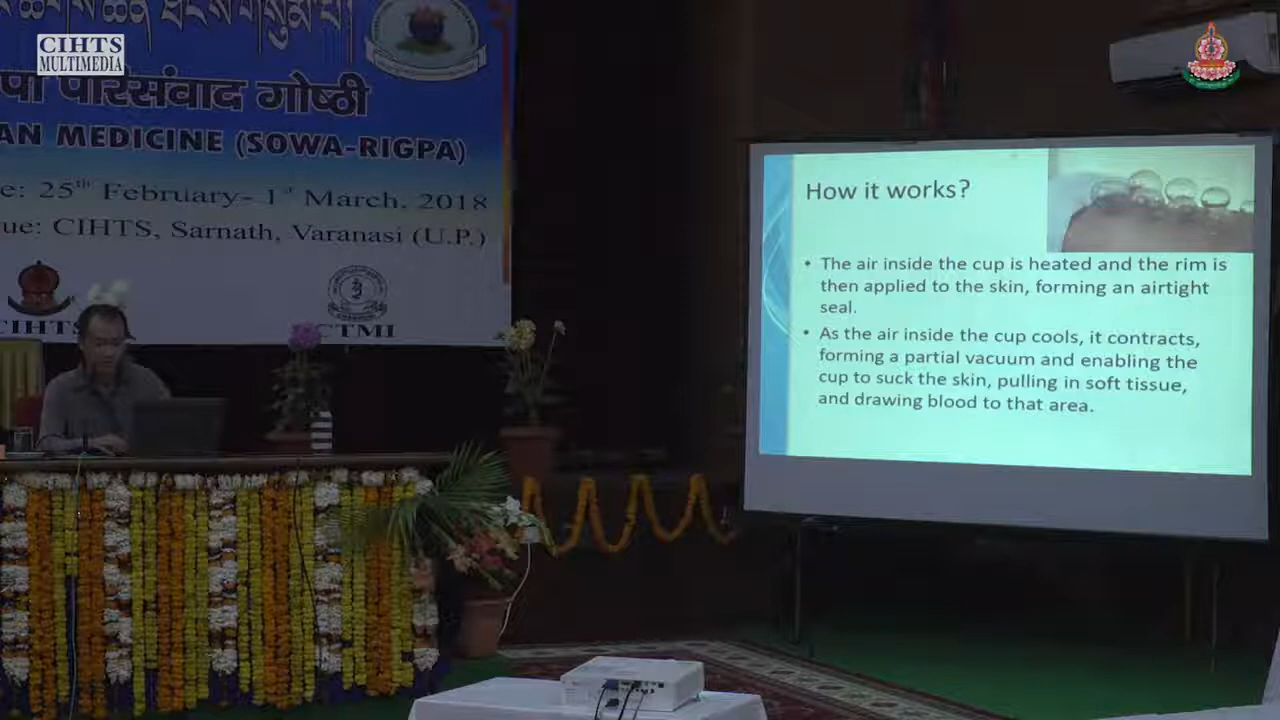 CIHTS
MULTIMEDIA
परिसंवाद गोष्ठी
AN MEDICINE (SOWA-RIGPA)
e: 25th February- 1st March, 2018
ue: CIHTS, Sarnath, Varanasi (U.P.)
CIHTS
CTMI
How it works?
• The air inside the cup is heated and the rim is
then applied to the skin, forming an airtight
seal.
• As the air inside the cup cools, it contracts,
forming a partial vacuum and enabling the
cup to suck the skin, pulling in soft tissue,
and drawing blood to that area.